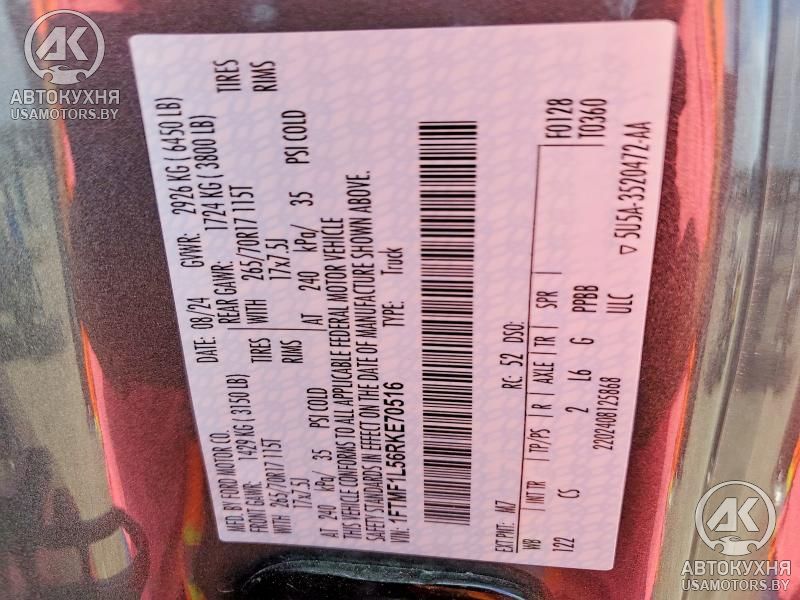 MFD. BY FORD MOTOR CO. DATE: 08/24 GVWR: 2926 KG (6450 LB)
FRONT GAWR: 1429 KG (3150 LB) REAR GAWR: 1724 KG (3800 LB)
WITH 265/70R17 115T TIRES WITH 265/70R17 115T TIRES
17x7.5J RIMS 17x7.5J RIMS
AT 240 kPa/ 35 PSI COLD AT 240 kPa/ 35 PSI COLD
THIS VEHICLE CONFORMS TO ALL APPLICABLE FEDERAL MOTOR VEHICLE
SAFETY STANDARDS IN EFFECT ON THE DATE OF MANUFACTURE SHOWN ABOVE.
VIN: 1FTMF1L56RKE70516 TYPE: Truck
F0128
T0360
EXT PNT: M7 RC: 52 DSO:
WB INT TR TP/PS R AXLE TR SPR
122 CS 2 L6 G PPBB
22024081 ULC
5U5A-3520472-AA
AK
АВТОКУХНЯ
USAMOTORS.BY
AK
АВТОКУХНЯ
USAMOTORS.BY